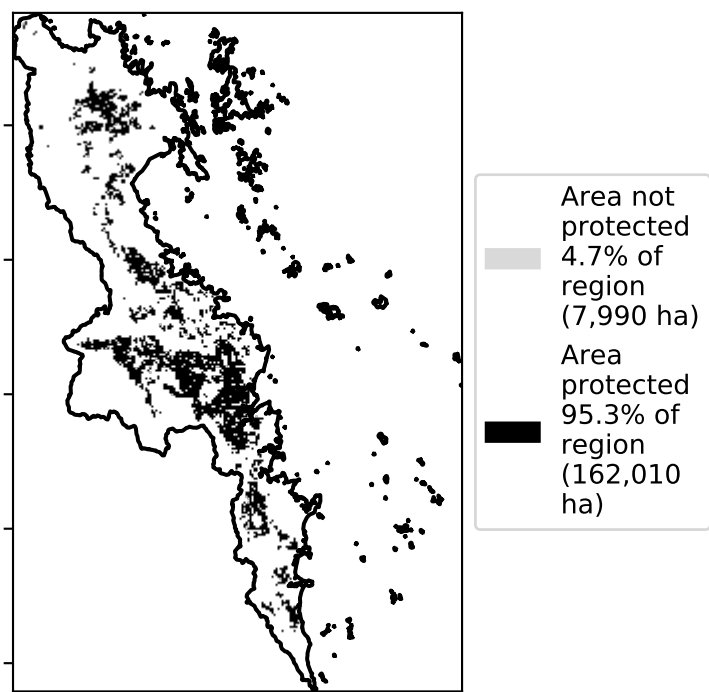 Area not
protected
4.7% of
region
(7,990 ha)
Area
protected
95.3% of
region
(162,010
ha)